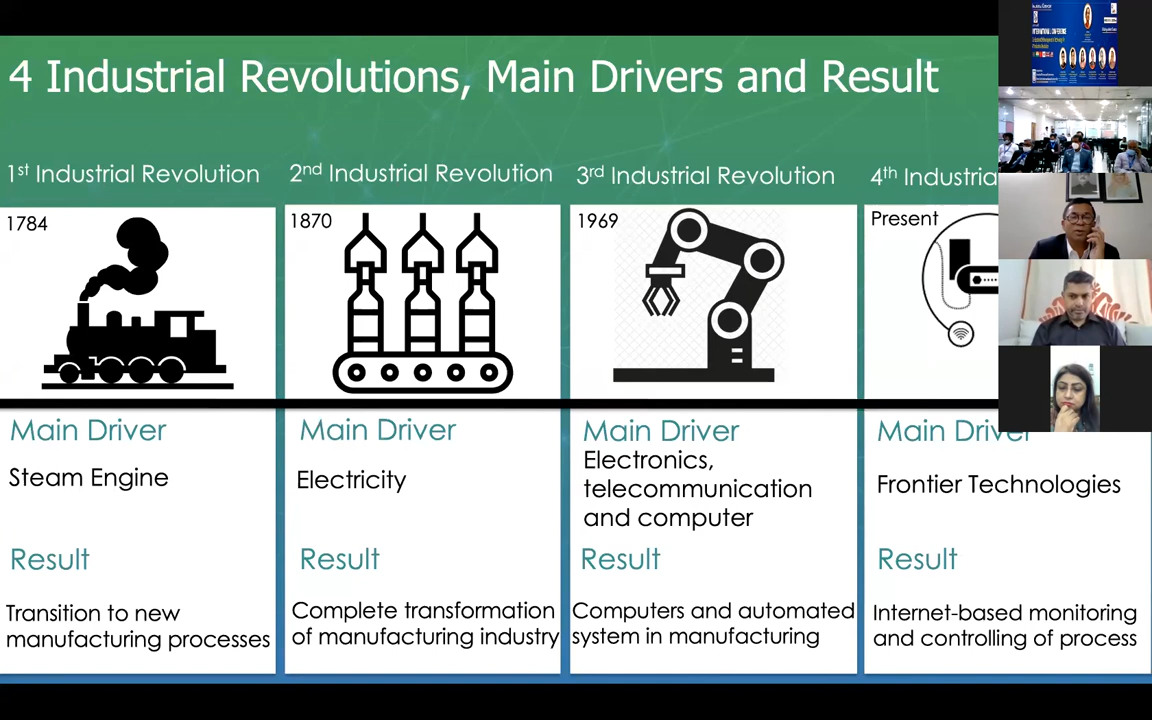 4 Industrial Revolutions, Main Drivers and Result
1st Industrial Revolution
2nd Industrial Revolution
3rd Industrial Revolution
4th Industria
1784
1870
1969
Present
Main Driver
Steam Engine
Result
Transition to new
manufacturing processes
Main Driver
Electricity
Result
Complete transformation
of manufacturing industry
Main Driver
Electronics,
telecommunication
and computer
Result
Computers and automated
system in manufacturing
Main Driver
Frontier Technologies
Result
Internet-based monitoring
and controlling of process
INTERNATIONAL CONFERENCE